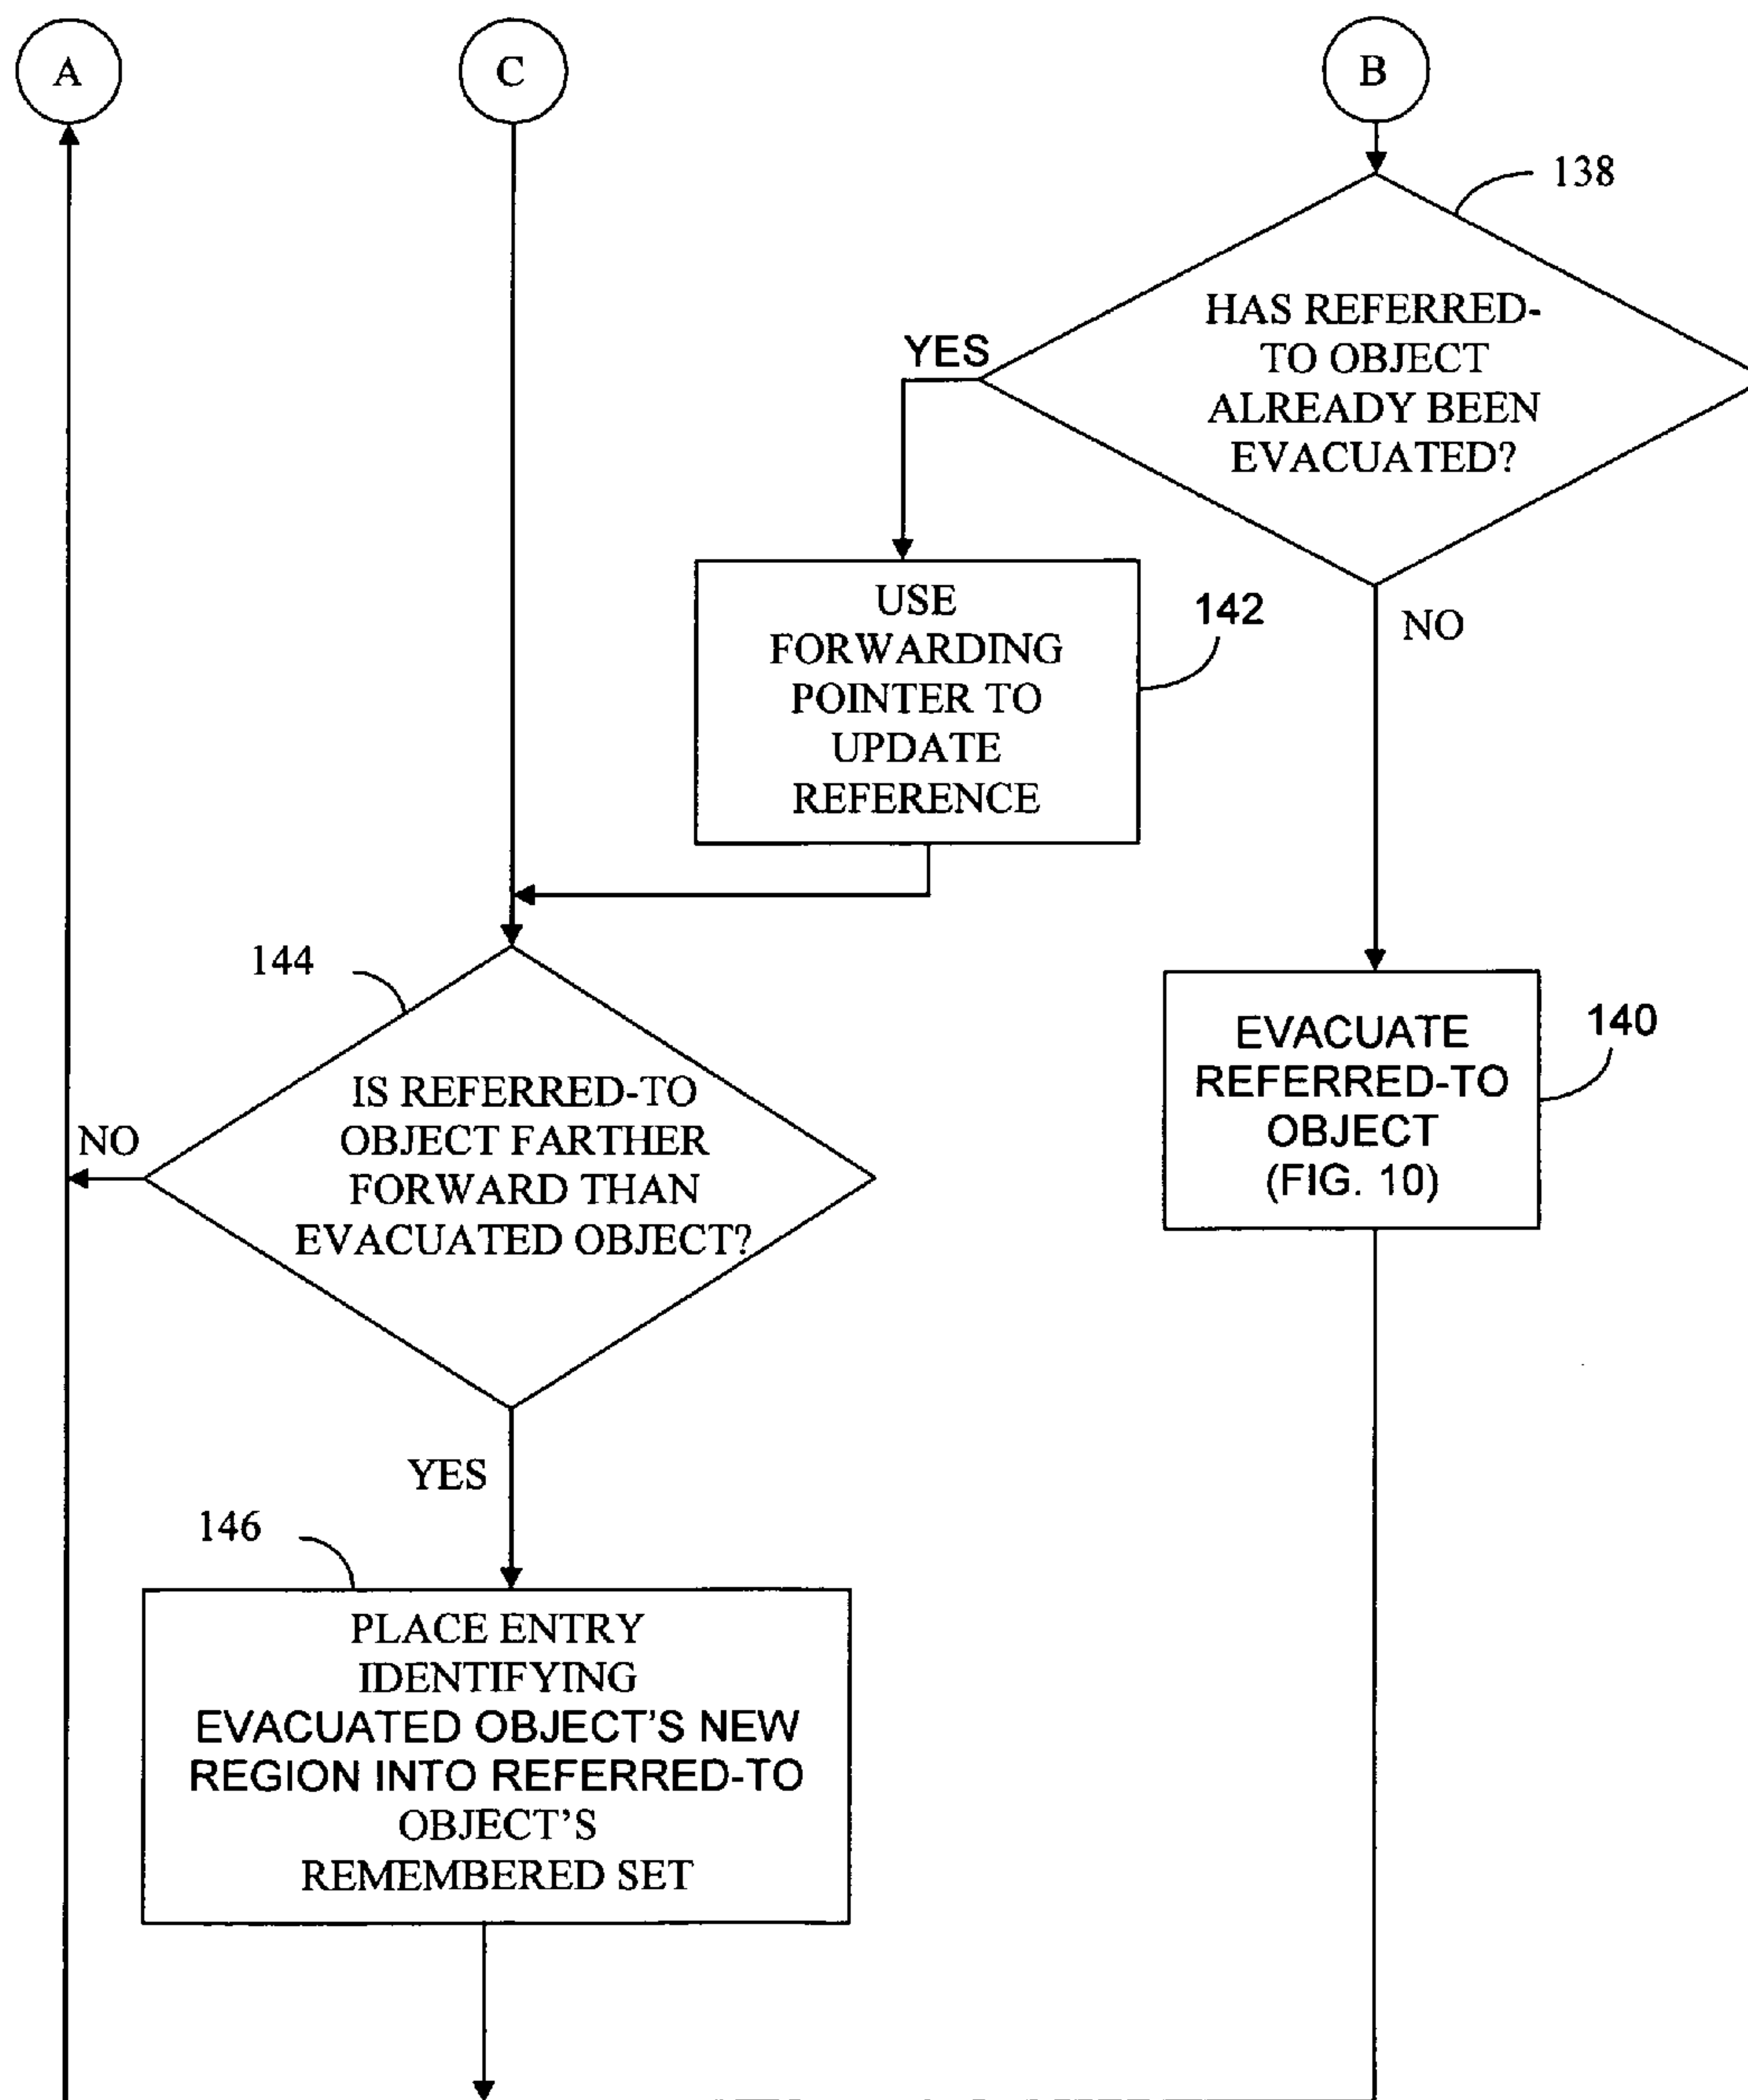 A
C
B
138
HAS REFERRED-
TO OBJECT
ALREADY BEEN
EVACUATED?
YES
NO
USE
FORWARDING
POINTER TO
UPDATE
REFERENCE
142
144
IS REFERRED-TO
OBJECT FARTHER
FORWARD THAN
EVACUATED OBJECT?
NO
YES
EVACUATE
REFERRED-TO
OBJECT
(FIG. 10)
140
146
PLACE ENTRY
IDENTIFYING
EVACUATED OBJECT'S NEW
REGION INTO REFERRED-TO
OBJECT'S
REMEMBERED SET